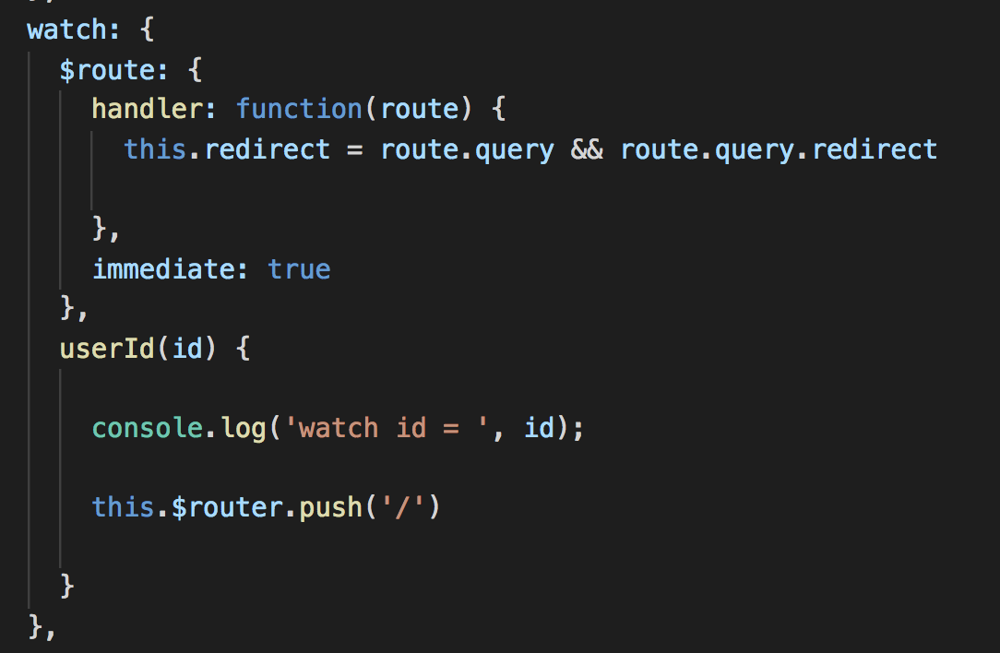 watch: {
  $route: {
    handler: function(route) {
      this.redirect = route.query && route.query.redirect
    },
    immediate: true
  },
  userId(id) {
    console.log('watch id = ', id);
    this.$router.push('/')
  }
},